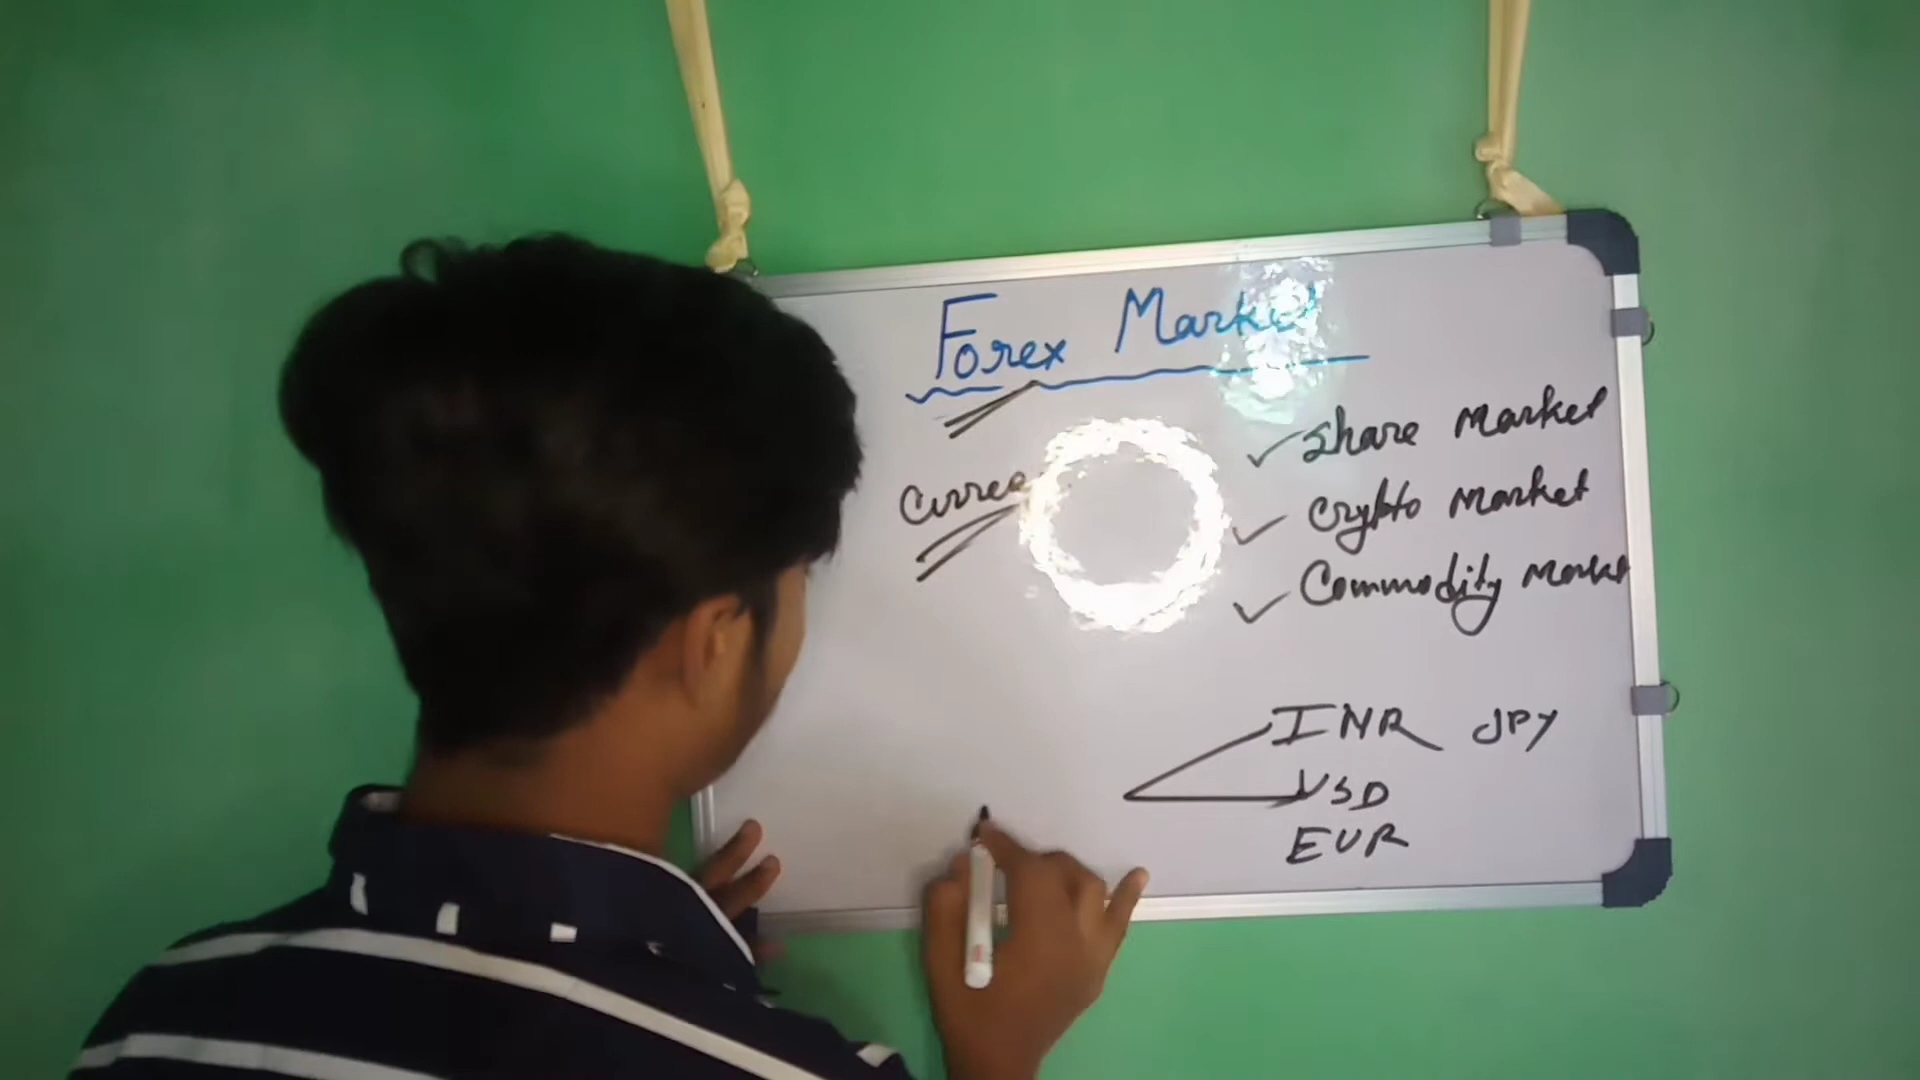 Forex Market
Share Market
Crypto Market
Commodity Market
INR JPY
USD
EUR